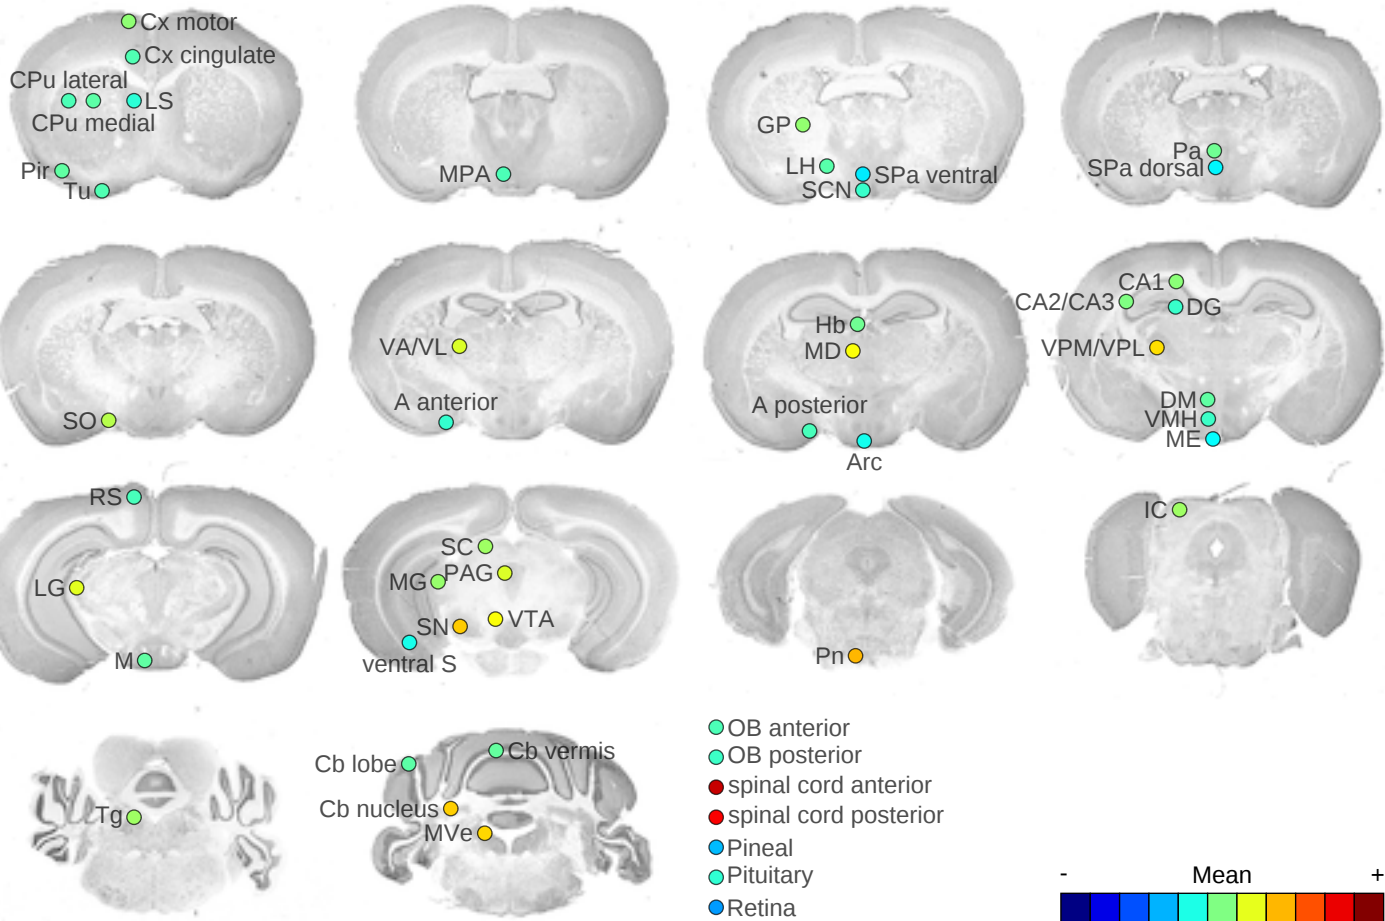 Cx motor
Cx cingulate
CPu lateral
LS
CPu medial
Pir
Tu
MPA
GP
LH
SPa ventral
SCN
Pa
SPa dorsal
SO
VA/VL
A anterior
Hb
MD
A posterior
Arc
CA1
CA2/CA3
DG
VPM/VPL
DM
VMH
ME
RS
LG
M
SC
PAG
MG
VTA
SN
ventral S
Pn
IC
Tg
Cb vermis
Cb lobe
Cb nucleus
MVe
OB anterior
OB posterior
spinal cord anterior
spinal cord posterior
Pineal
Pituitary
Retina
- Mean +